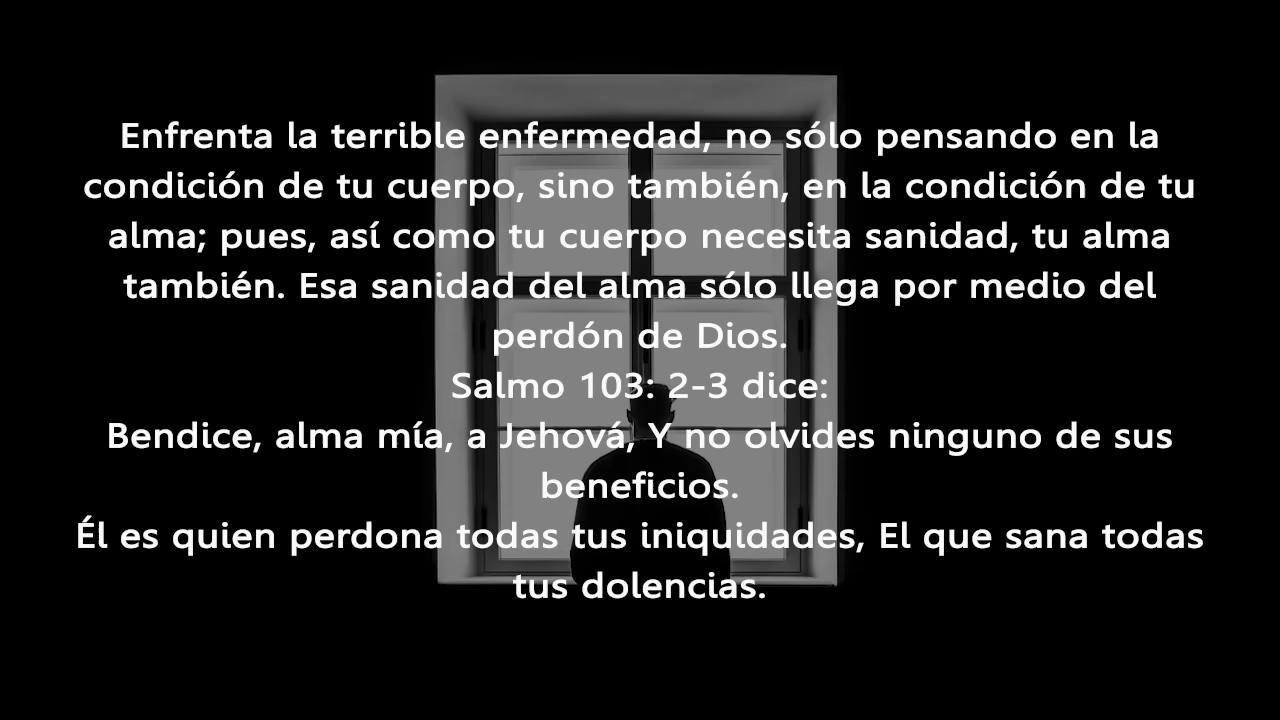 Enfrenta la terrible enfermedad, no sólo pensando en la
condición de tu cuerpo, sino también, en la condición de tu
alma; pues, así como tu cuerpo necesita sanidad, tu alma
también. Esa sanidad del alma sólo llega por medio del
perdón de Dios.
Salmo 103: 2-3 dice:
Bendice, alma mía, a Jehová, Y no olvides ninguno de sus
beneficios.
Él es quien perdona todas tus iniquidades, El que sana todas
tus dolencias.